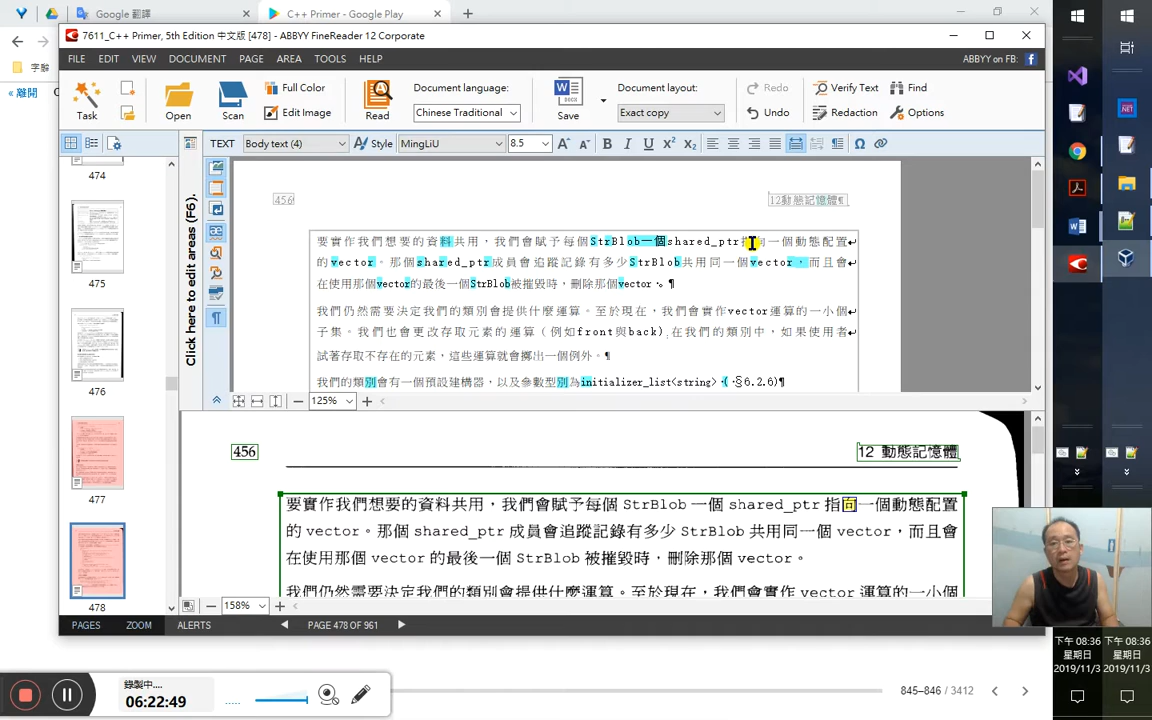 Google 翻譯
C++ Primer - Google Play
7611_C++ Primer, 5th Edition 中文版 [478] - ABBYY FineReader 12 Corporate
FILE EDIT VIEW DOCUMENT PAGE AREA TOOLS HELP
ABBYY on FB:
字齡
« 離開
Task
Open
Scan
Full Color
Edit Image
Read
Document language:
Chinese Traditional
Save
Document layout:
Exact copy
Redo
Undo
Verify Text
Find
Redaction
Options
TEXT
Body text (4)
Style
MingLiU
8.5
B I U X² X₂
Click here to edit areas (F6).
474
475
476
477
478
456
12動態記憶體¶
要實作我們想要的資料共用，我們會賦予每個StrBlob一個shared_ptr指向一個動態配置
的vector。那個shared_ptr成員會追蹤記錄有多少StrBlob共用同一個vector，而且會
在使用那個vector的最後一個StrBlob被摧毀時，刪除那個vector。¶
我們仍然需要決定我們的類別會提供什麼運算。至於現在，我們會實作vector運算的一小個
子集。我們也會更改存取元素的運算（例如front與back）.在我們的類別中，如果使用者
試著存取不存在的元素，這些運算就會擲出一個例外。¶
我們的類別會有一個預設建構器，以及參數型別為initializer_list<string>(§6.2.6)¶
125%
456
12 動態記憶體
要實作我們想要的資料共用，我們會賦予每個 StrBlob 一個 shared_ptr 指向一個動態配置
的 vector。那個 shared_ptr 成員會追蹤記錄有多少 StrBlob 共用同一個 vector，而且會
在使用那個 vector 的最後一個 StrBlob 被摧毀時，刪除那個 vector。
我們仍然需要決定我們的類別會提供什麼運算。至於現在，我們會實作 vector 運算的一小個
158%
PAGES ZOOM ALERTS
PAGE 478 OF 961
錄製中....
06:22:49
845–846 / 3412
下午 08:36
星期日
2019/11/3
下午 08:36
星期日
2019/11/3